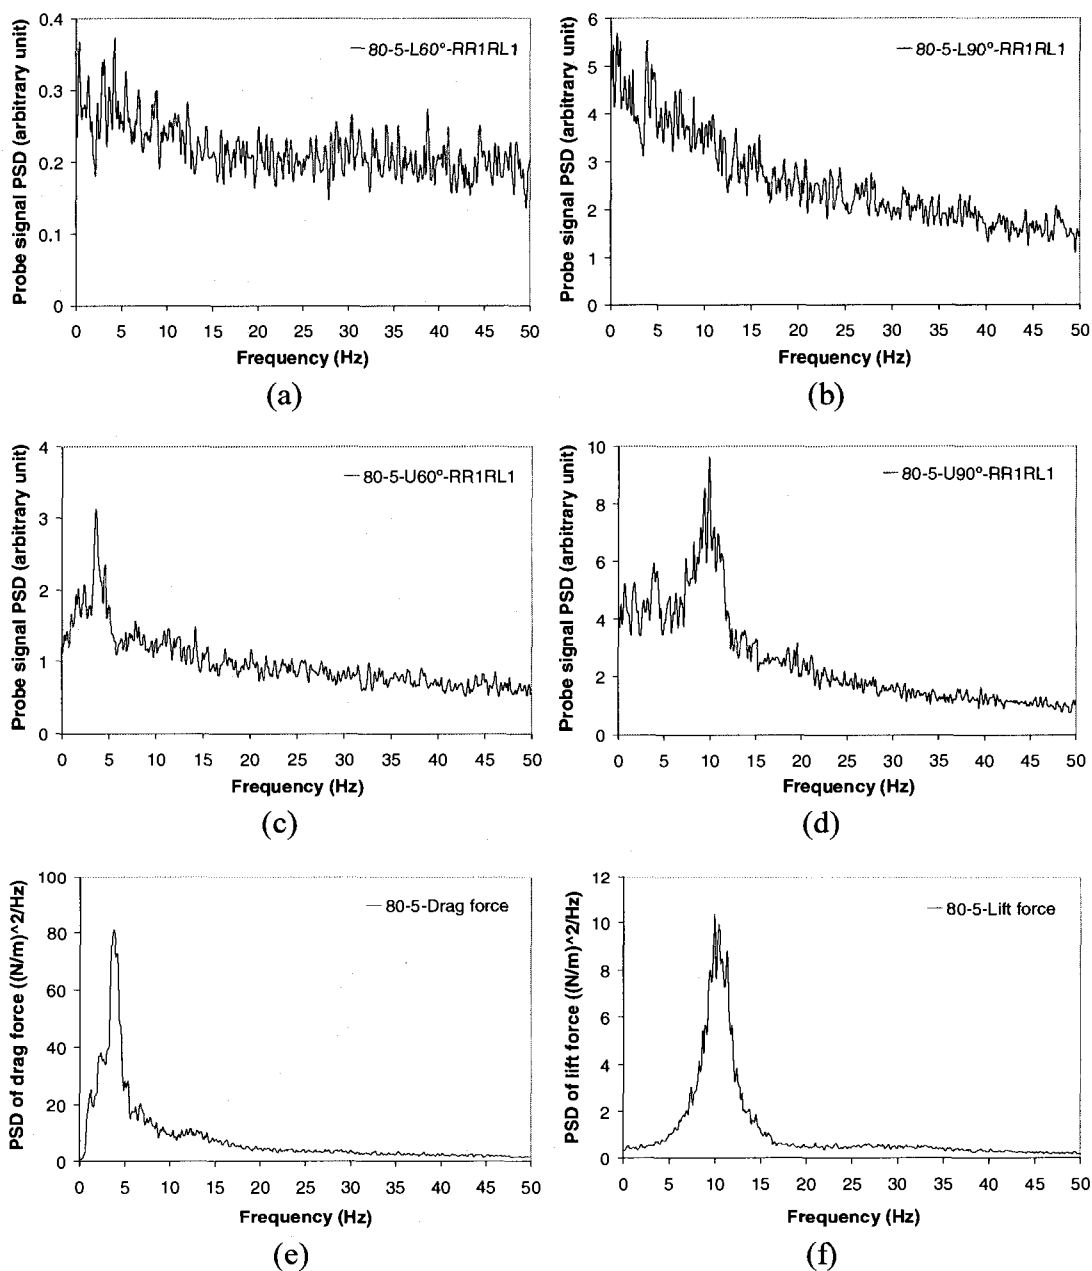 0.4
80-5-L60º-RR1RL1
0.3
0.2
0.1
0
Probe signal PSD (arbitrary unit)
0 5 10 15 20 25 30 35 40 45 50
Frequency (Hz)
(a)
6
80-5-L90º-RR1RL1
5
4
3
2
1
0
Probe signal PSD (arbitrary unit)
0 5 10 15 20 25 30 35 40 45 50
Frequency (Hz)
(b)
4
80-5-U60º-RR1RL1
3
2
1
0
Probe signal PSD (arbitrary unit)
0 5 10 15 20 25 30 35 40 45 50
Frequency (Hz)
(c)
10
80-5-U90º-RR1RL1
8
6
4
2
0
Probe signal PSD (arbitrary unit)
0 5 10 15 20 25 30 35 40 45 50
Frequency (Hz)
(d)
100
80-5-Drag force
80
60
40
20
0
PSD of drag force ((N/m)^2/Hz)
0 5 10 15 20 25 30 35 40 45 50
Frequency (Hz)
(e)
12
80-5-Lift force
10
8
6
4
2
0
PSD of lift force ((N/m)^2/Hz)
0 5 10 15 20 25 30 35 40 45 50
Frequency (Hz)
(f)